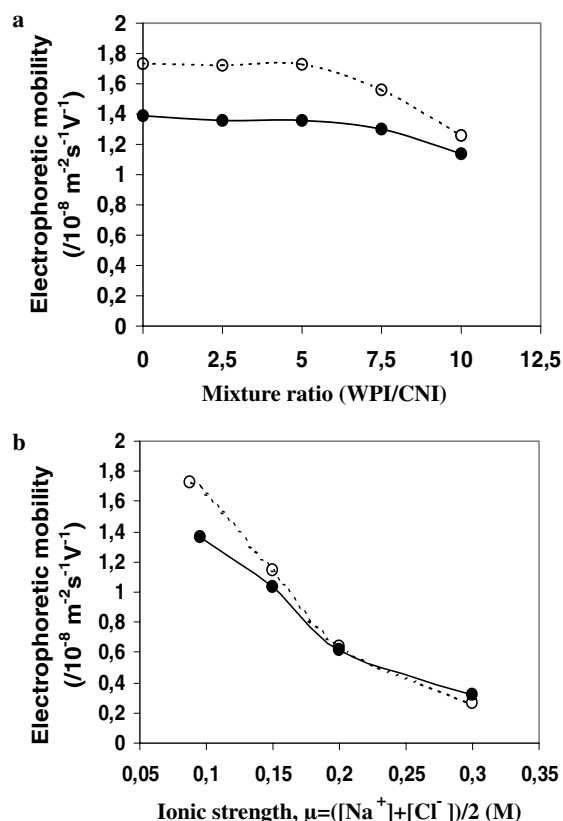 a
Electrophoretic mobility
(/10⁻⁸ m⁻²s⁻¹V⁻¹)
2
1,8
1,6
1,4
1,2
1
0,8
0,6
0,4
0,2
0
0 2,5 5 7,5 10 12,5
Mixture ratio (WPI/CNI)
b
Electrophoretic mobility
(/10⁻⁸ m⁻²s⁻¹V⁻¹)
2
1,8
1,6
1,4
1,2
1
0,8
0,6
0,4
0,2
0
0,05 0,1 0,15 0,2 0,25 0,3 0,35
Ionic strength, μ=([Na⁺]+[Cl⁻])/2 (M)